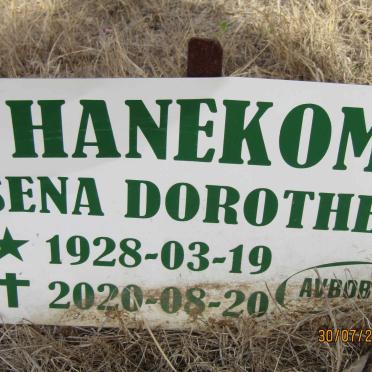 HANEKOM
SENA DOROTHE
1928-03-19
2020-08-20
AVBOB
30/07/2